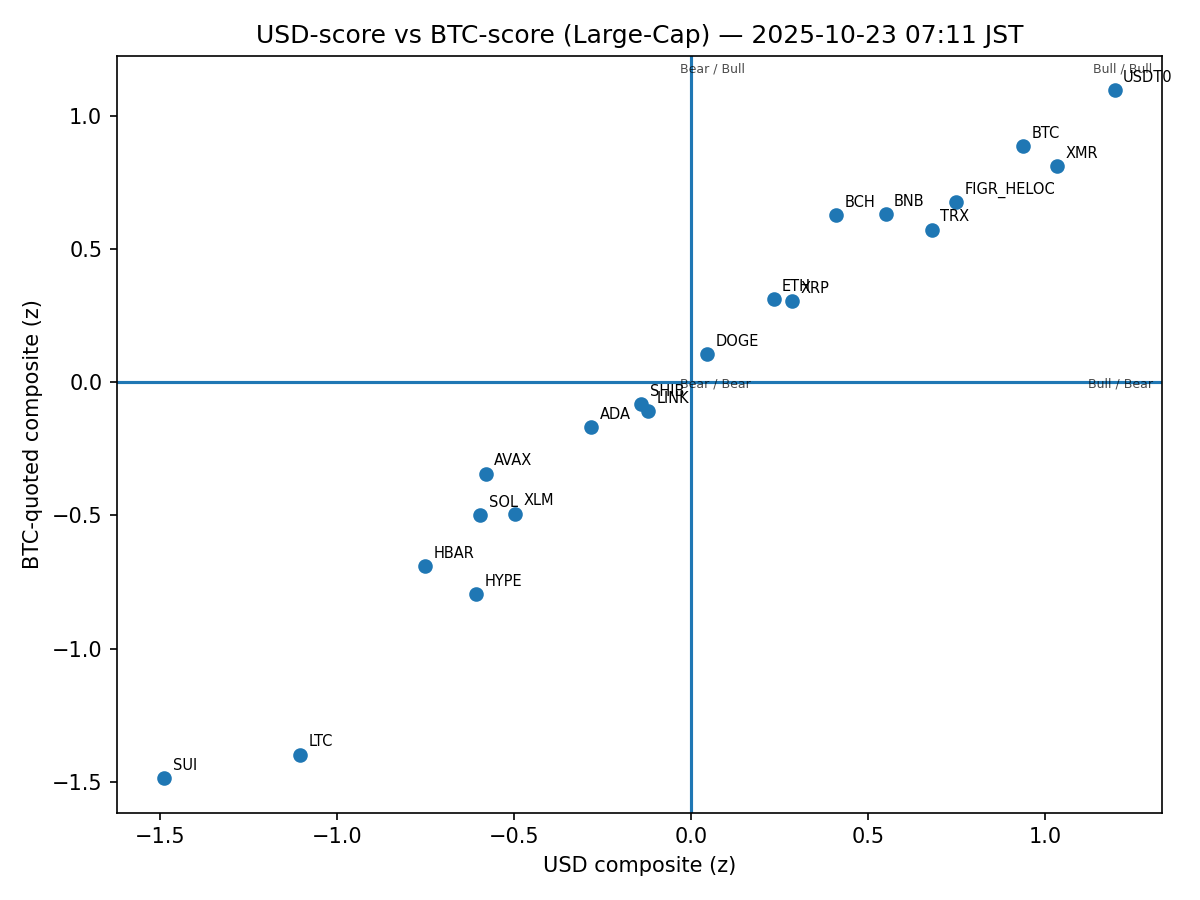 USD-score vs BTC-score (Large-Cap) — 2025-10-23 07:11 JST
Bear / Bull
Bull / Bull
USDT0
BTC
XMR
FIGR_HELOC
BCH
BNB
TRX
ETH
XRP
DOGE
Bear / Bear
Bull / Bear
SHIB
LINK
ADA
AVAX
SOL
XLM
HBAR
HYPE
LTC
SUI
1.0
0.5
0.0
−0.5
−1.0
−1.5
BTC-quoted composite (z)
−1.5
−1.0
−0.5
0.0
0.5
1.0
USD composite (z)